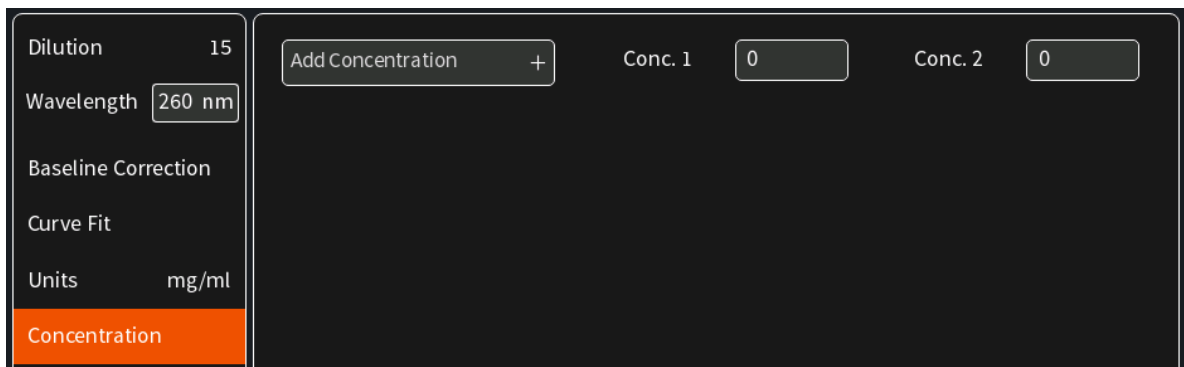 Dilution 15
Wavelength 260 nm
Baseline Correction
Curve Fit
Units mg/ml
Concentration
Add Concentration + Conc. 1 0 Conc. 2 0